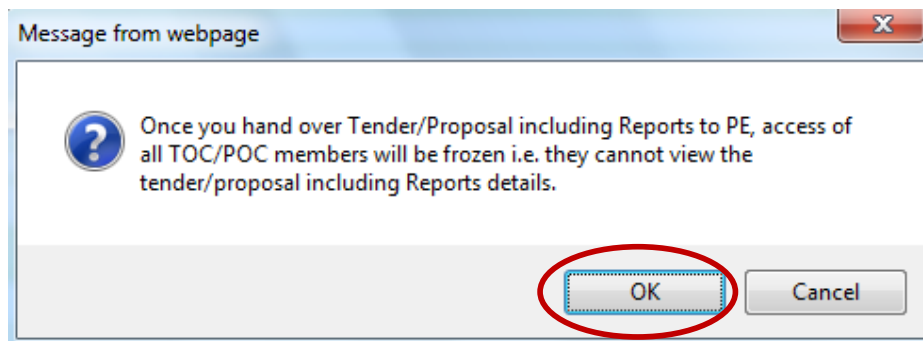 Message from webpage
X
?
Once you hand over Tender/Proposal including Reports to PE, access of
all TOC/POC members will be frozen i.e. they cannot view the
tender/proposal including Reports details.
OK Cancel